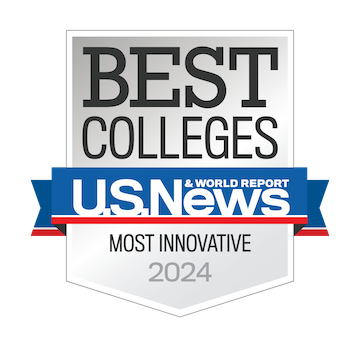 BEST
COLLEGES
& WORLD REPORT
U.S.News
MOST INNOVATIVE
2024